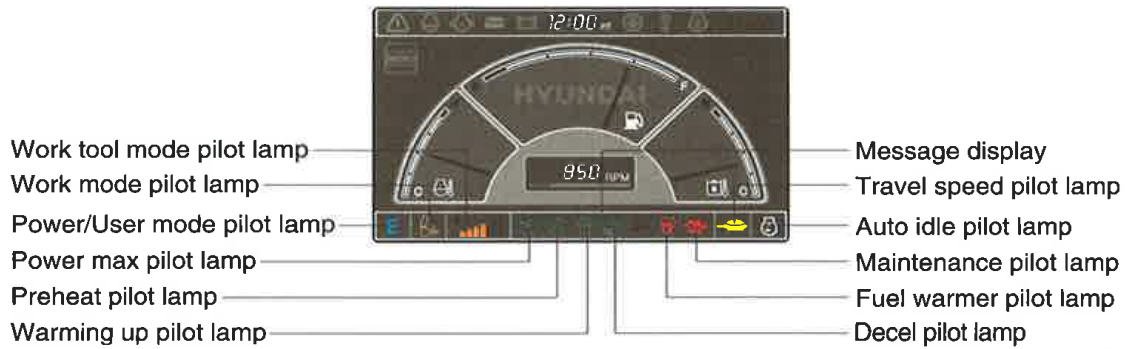 12:00
F
HYUNDAI
950 RPM
C
E
Work tool mode pilot lamp
Work mode pilot lamp
Power/User mode pilot lamp
Power max pilot lamp
Preheat pilot lamp
Warming up pilot lamp
Message display
Travel speed pilot lamp
Auto idle pilot lamp
Maintenance pilot lamp
Fuel warmer pilot lamp
Decel pilot lamp